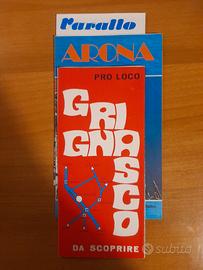 Varallo
ARONA
PRO LOCO
GRI
GNA
SCO
DA SCOPRIRE
subito